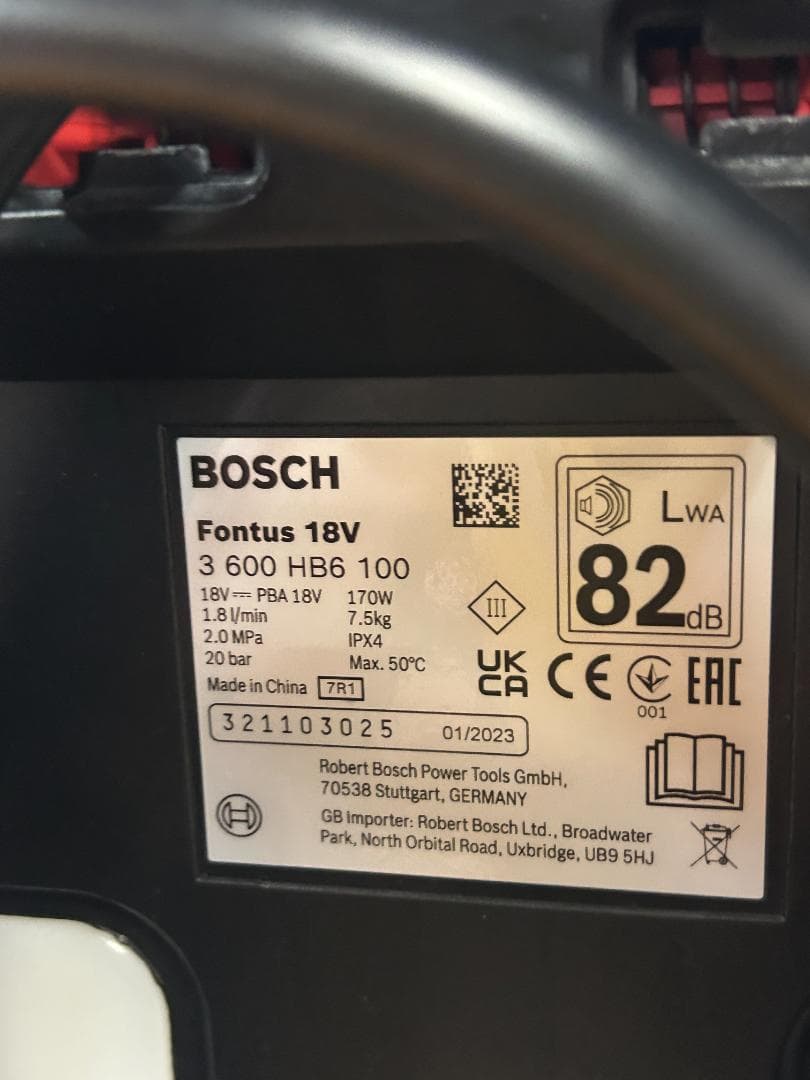 BOSCH
Fontus 18V
3 600 HB6 100
18V⎓ PBA 18V 170W
1.8 l/min 7.5kg
2.0 MPa IPX4
20 bar Max. 50°C
Made in China 7R1
321103025 01/2023
III
LWA
82dB
UK
CA
CE
001
EAC
Robert Bosch Power Tools GmbH,
70538 Stuttgart, GERMANY
GB Importer: Robert Bosch Ltd., Broadwater
Park, North Orbital Road, Uxbridge, UB9 5HJ